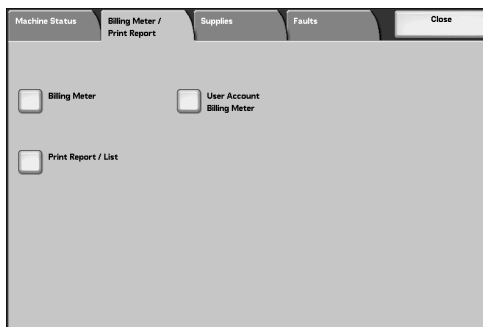 Machine Status
Billing Meter /
Print Report
Supplies
Faults
Close
Billing Meter
User Account
Billing Meter
Print Report / List